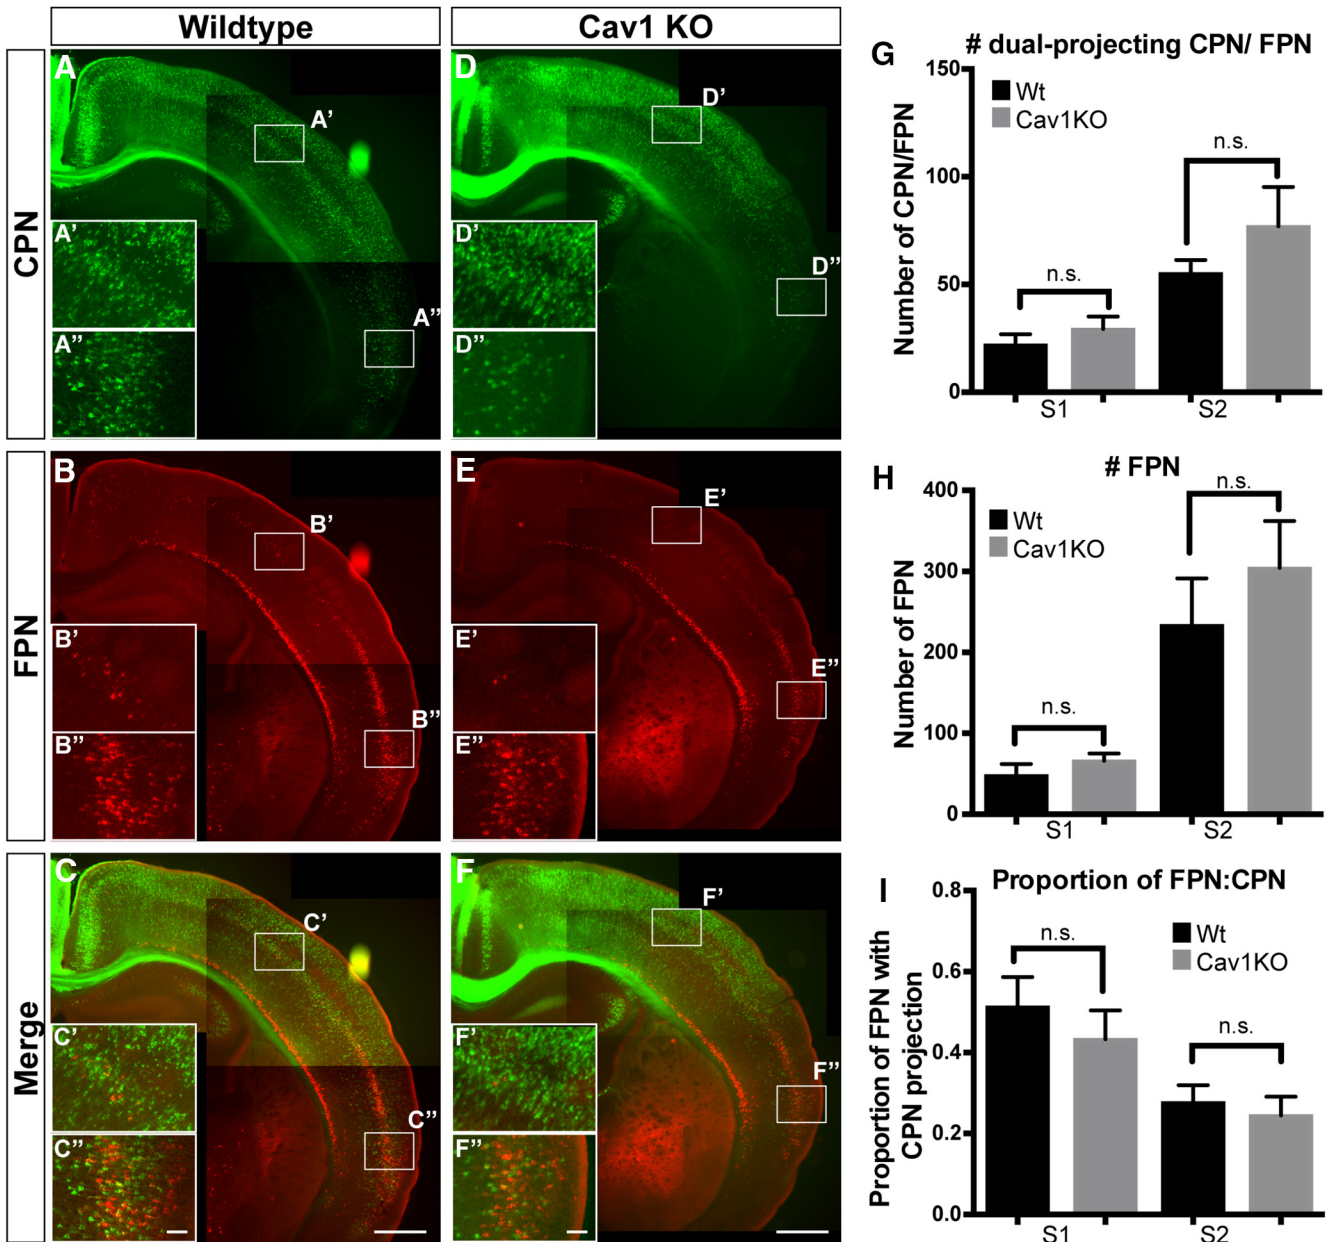 Wildtype
Cav1 KO
CPN
FPN
Merge
A
A’
A”
A’
A”
D
D’
D”
D’
D”
B
B’
B”
B’
B”
E
E’
E”
E’
E”
C
C’
C”
C’
C”
F
F’
F”
F’
F”
G
# dual-projecting CPN/ FPN
Number of CPN/FPN
150
100
50
0
Wt
Cav1KO
n.s.
n.s.
S1
S2
H
# FPN
Number of FPN
400
300
200
100
0
Wt
Cav1KO
n.s.
n.s.
S1
S2
I
Proportion of FPN:CPN
Proportion of FPN with
CPN projection
0.8
0.6
0.4
0.2
0.0
Wt
Cav1KO
n.s.
n.s.
S1
S2